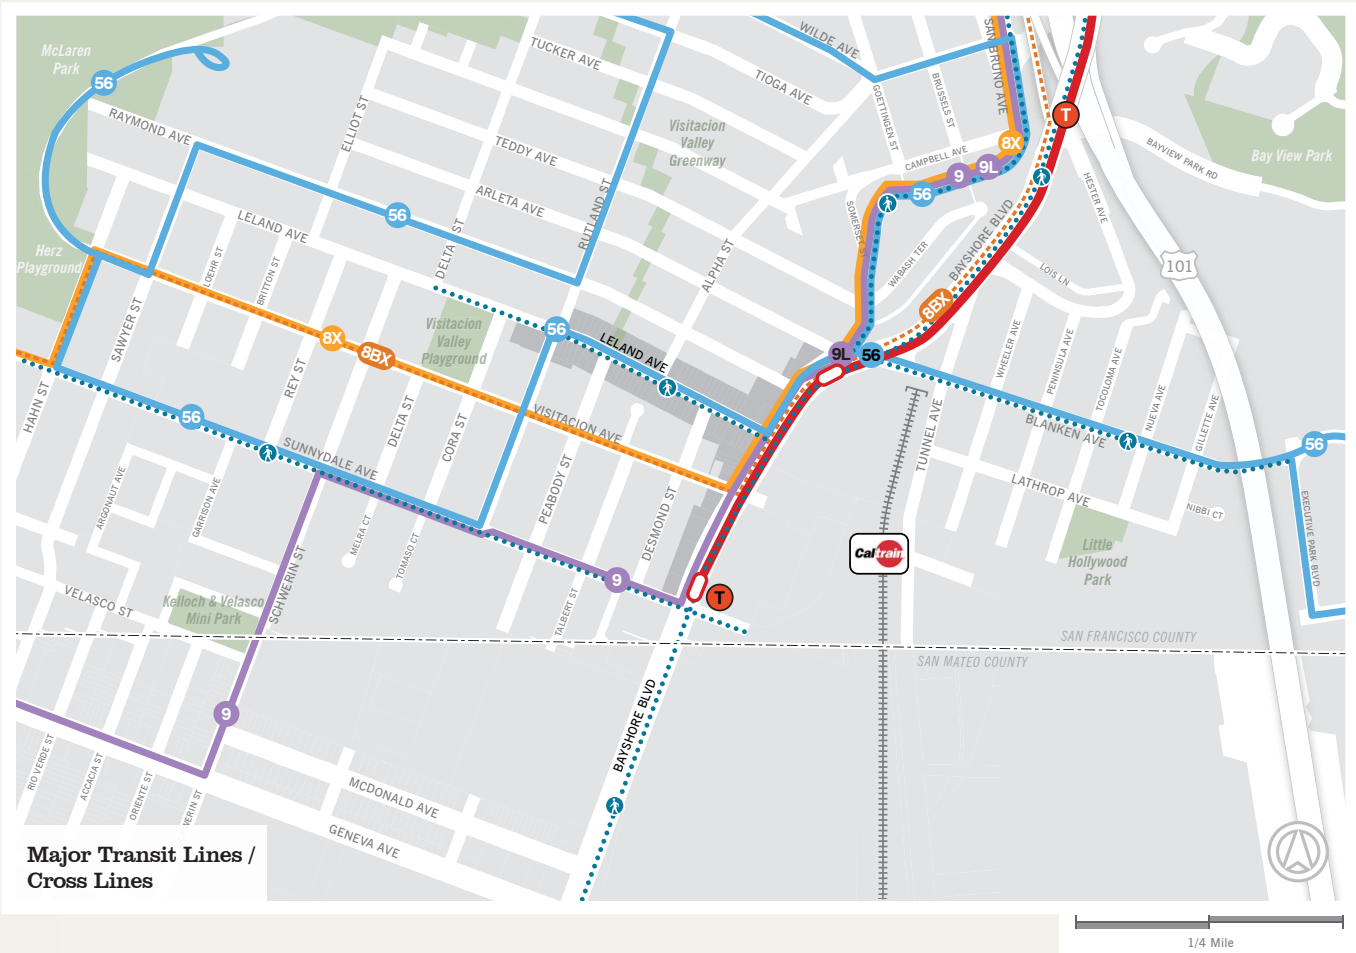 McLaren
Park
56
RAYMOND AVE
ELLIOT ST
TUCKER AVE
TIOGA AVE
WILDE AVE
GOETTINGEN ST
BRUSSELS ST
SAN BRUNO AVE
T
8X
TEDDY AVE
Visitacion
Valley
Greenway
CAMPBELL AVE
9
9L
56
BAYVIEW PARK RD
Bay View Park
ARLETA AVE
RUTLAND ST
56
LELAND AVE
DELTA ST
ALPHA ST
SOMERSET ST
WABASH TER
BAYSHORE BLVD
HESTER AVE
LOIS LN
101
Herz
Playground
LOEHR ST
BRITTON ST
SAWYER ST
8X
8BX
Visitacion
Valley
Playground
56
LELAND AVE
8BX
9L
56
WHEELER AVE
PENINSULA AVE
TOCOLOMA AVE
NUEVA AVE
GILLETTE AVE
HAHN ST
REY ST
56
DELTA ST
CORA ST
VISITACION AVE
TUNNEL AVE
BLANKEN AVE
56
SUNNYDALE AVE
ARGONAUT AVE
GARRISON AVE
PEABODY ST
DESMOND ST
LATHROP AVE
NIBBI CT
EXECUTIVE PARK BLVD
MELRA CT
TOMASO CT
Caltrain
Little
Hollywood
Park
SCHWERIN ST
9
TALBERT ST
T
VELASCO ST
Kelloch & Velasco
Mini Park
SAN FRANCISCO COUNTY
SAN MATEO COUNTY
9
BAYSHORE BLVD
RIO VERDE ST
ACCACIA ST
ORIENTE ST
VERIN ST
MCDONALD AVE
GENEVA AVE
Major Transit Lines /
Cross Lines
1/4 Mile